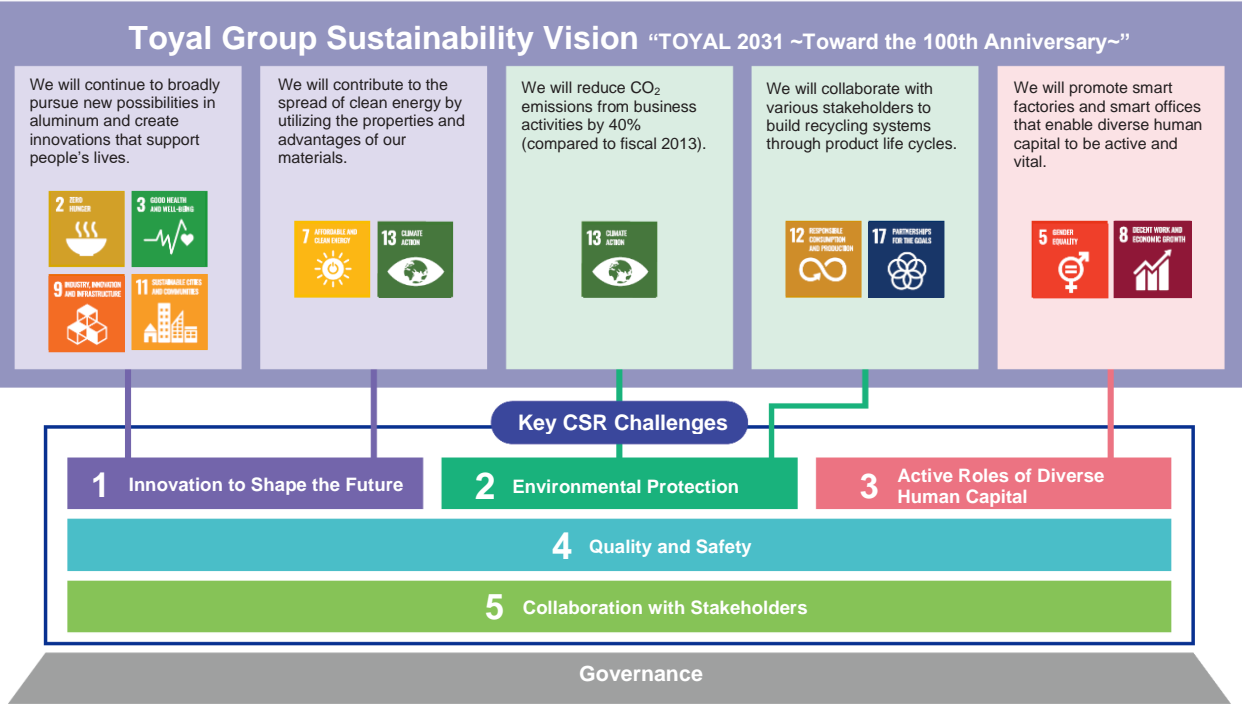 Toyal Group Sustainability Vision “TOYAL 2031 ~Toward the 100th Anniversary~”
We will continue to broadly
pursue new possibilities in
aluminum and create
innovations that support
people’s lives.
2 ZERO
HUNGER
3 GOOD HEALTH
AND WELL-BEING
9 INDUSTRY, INNOVATION
AND INFRASTRUCTURE
11 SUSTAINABLE CITIES
AND COMMUNITIES
We will contribute to the
spread of clean energy by
utilizing the properties and
advantages of our
materials.
7 AFFORDABLE AND
CLEAN ENERGY
13 CLIMATE
ACTION
We will reduce CO₂
emissions from business
activities by 40%
(compared to fiscal 2013).
13 CLIMATE
ACTION
We will collaborate with
various stakeholders to
build recycling systems
through product life cycles.
12 RESPONSIBLE
CONSUMPTION
AND PRODUCTION
17 PARTNERSHIPS
FOR THE GOALS
We will promote smart
factories and smart offices
that enable diverse human
capital to be active and
vital.
5 GENDER
EQUALITY
8 DECENT WORK AND
ECONOMIC GROWTH
Key CSR Challenges
1 Innovation to Shape the Future
2 Environmental Protection
3 Active Roles of Diverse
Human Capital
4 Quality and Safety
5 Collaboration with Stakeholders
Governance